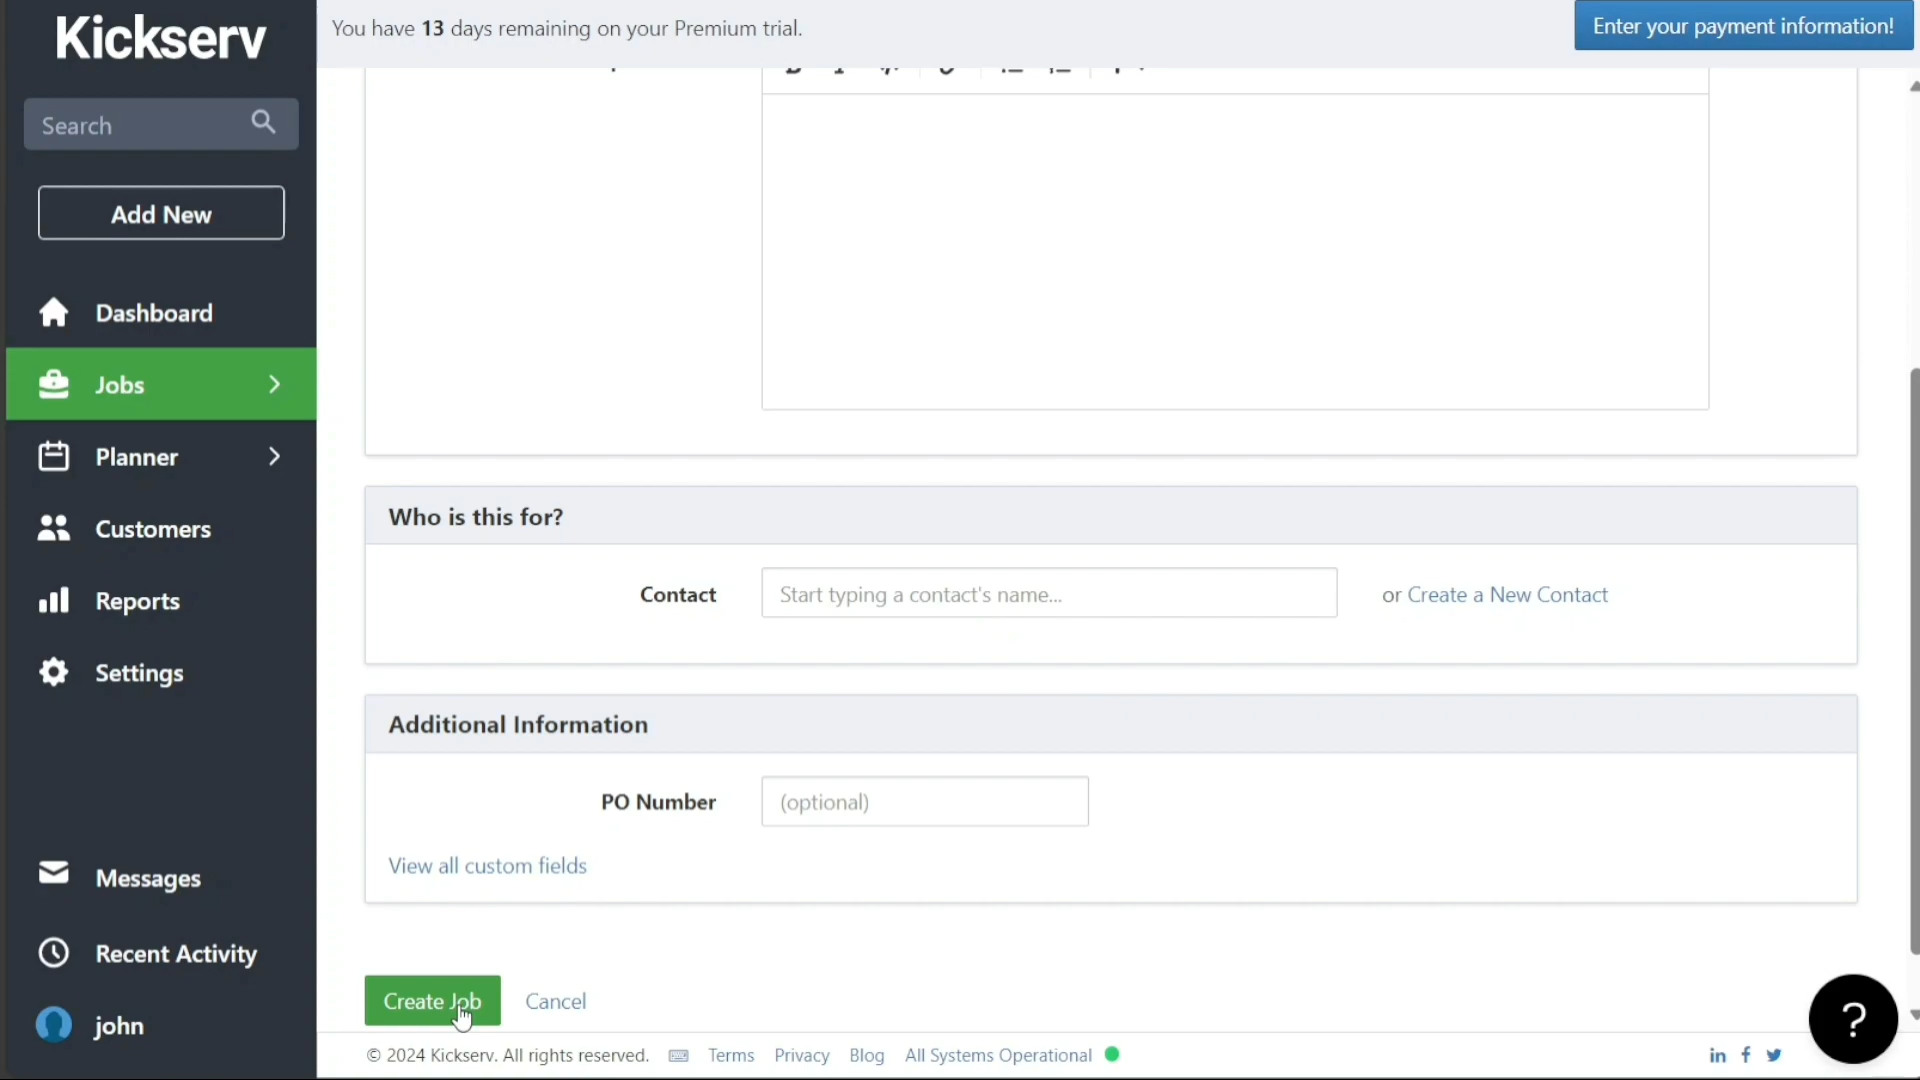 Kickserv
You have 13 days remaining on your Premium trial.
Enter your payment information!
Search
Add New
Dashboard
Jobs
Planner
Customers
Reports
Settings
Messages
Recent Activity
john
Who is this for?
Contact
Start typing a contact's name...
or Create a New Contact
Additional Information
PO Number
(optional)
View all custom fields
Create Job
Cancel
© 2024 Kickserv. All rights reserved. Terms Privacy Blog All Systems Operational
?